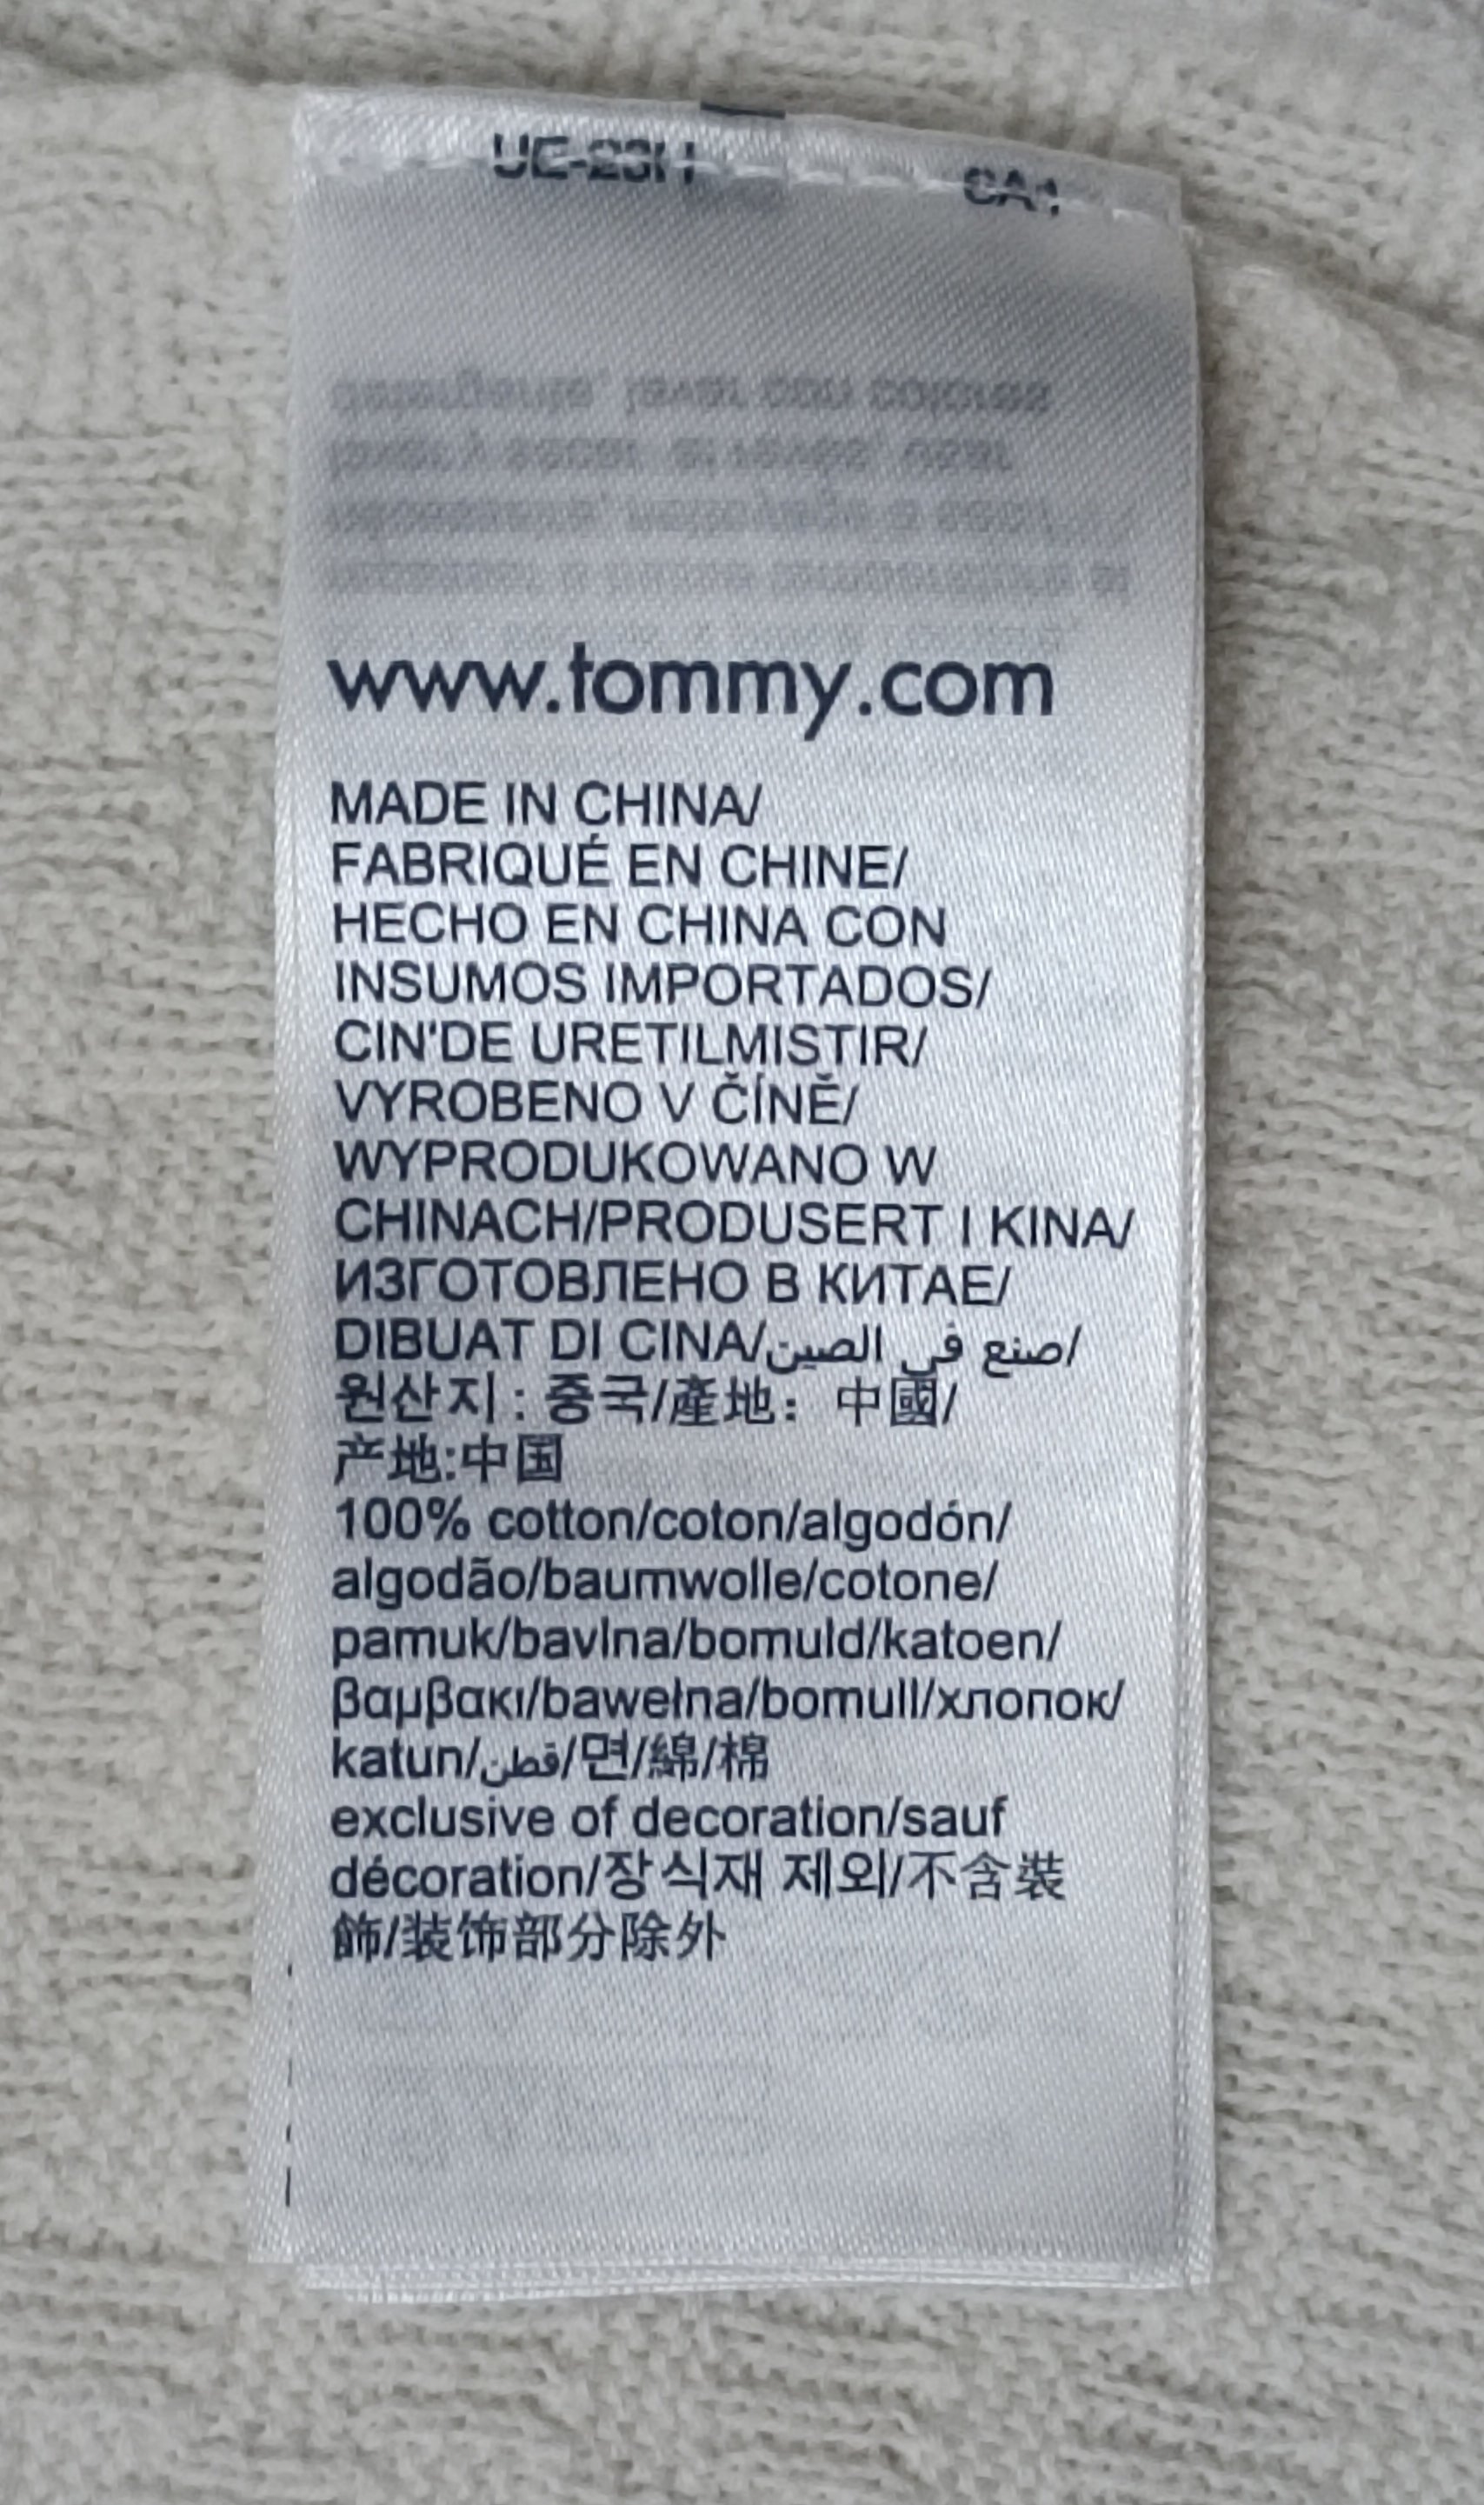 www.tommy.com
MADE IN CHINA/
FABRIQUÉ EN CHINE/
HECHO EN CHINA CON
INSUMOS IMPORTADOS/
CIN'DE URETILMISTIR/
VYROBENO V ČÍNĚ/
WYPRODUKOWANO W
CHINACH/PRODUSERT I KINA/
ИЗГОТОВЛЕНО В КИТАЕ/
DIBUAT DI CINA/صنع في الصين/
원산지 : 중국/產地：中國/
产地:中国
100% cotton/coton/algodón/
algodão/baumwolle/cotone/
pamuk/bavlna/bomuld/katoen/
βαμβακι/bawełna/bomull/хлопок/
katun/قطن/면/綿/棉
exclusive of decoration/sauf
décoration/장식재 제외/不含裝
飾/装饰部分除外